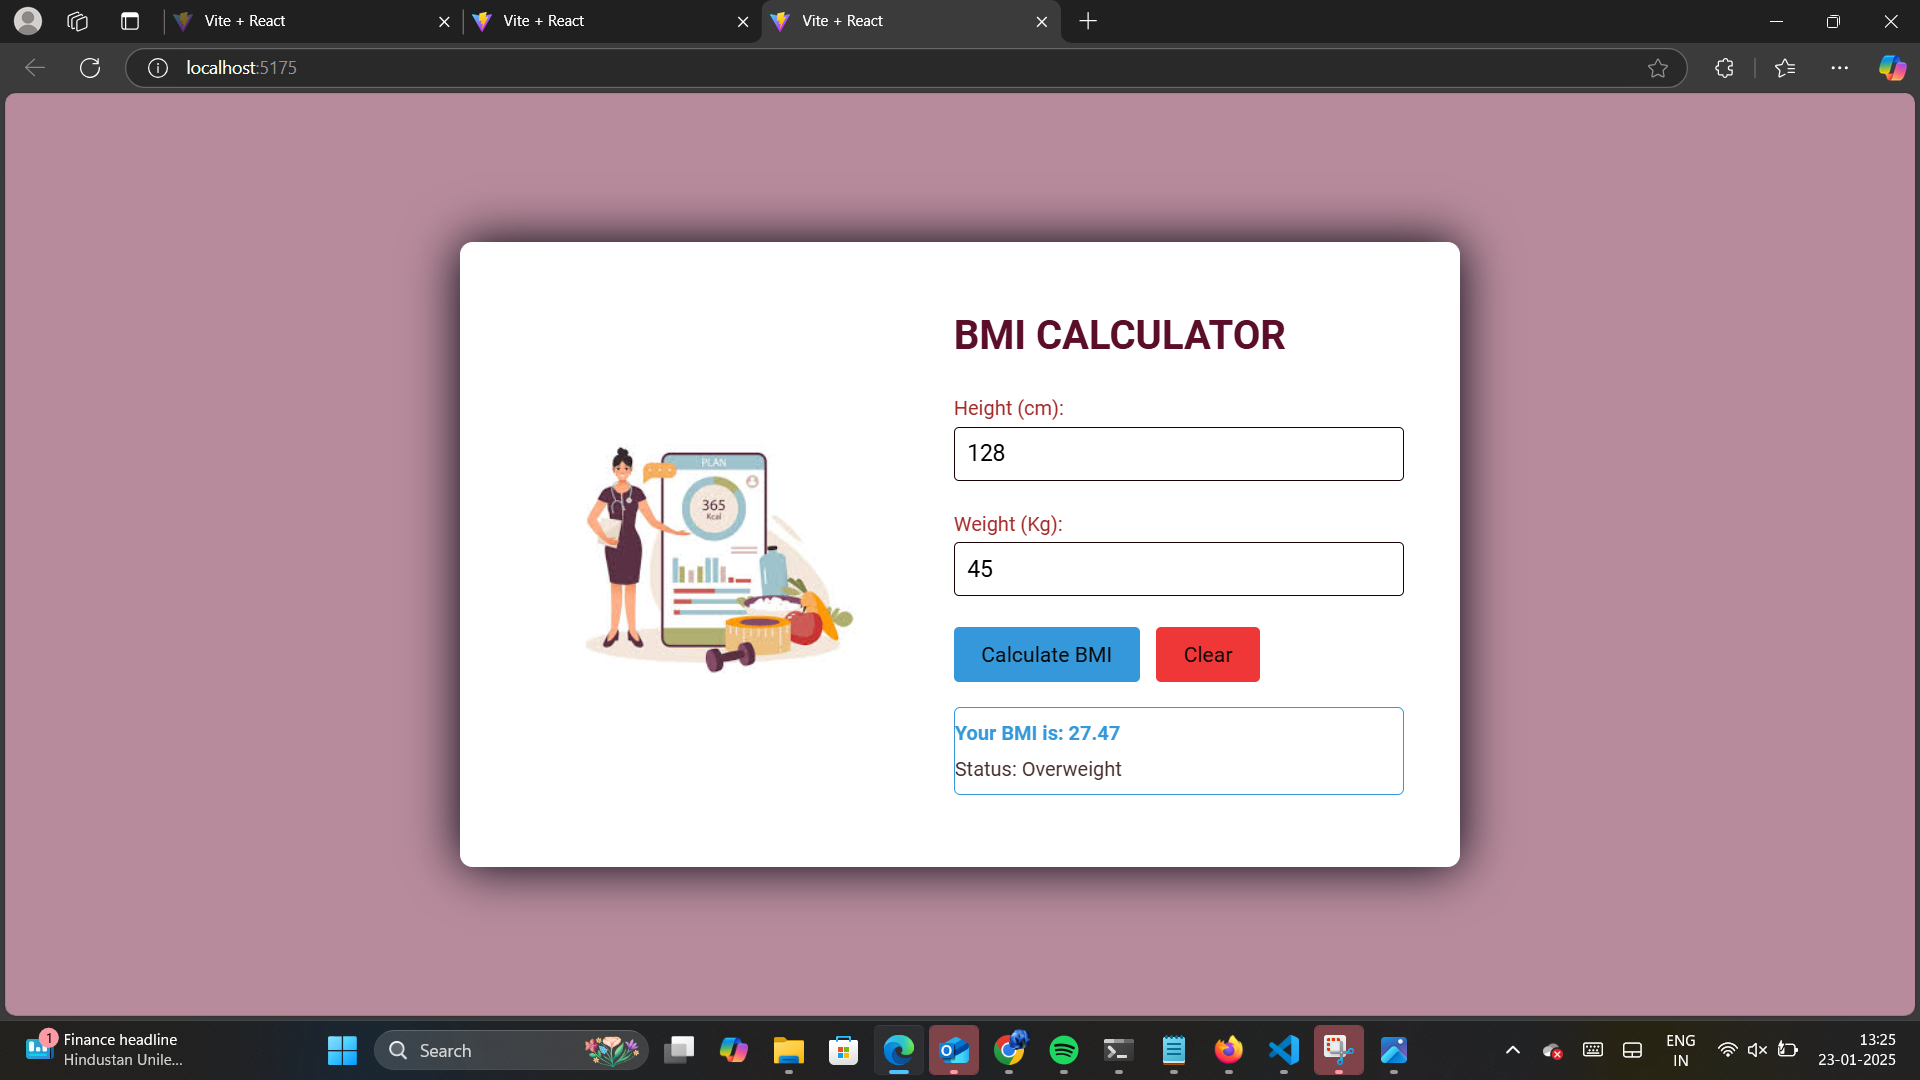 Vite + React
Vite + React
Vite + React
localhost:5175
BMI CALCULATOR
Height (cm):
128
Weight (Kg):
45
Calculate BMI
Clear
Your BMI is: 27.47
Status: Overweight
PLAN
365
Kcal
1
Finance headline
Hindustan Unile...
Search
ENG
IN
13:25
23-01-2025